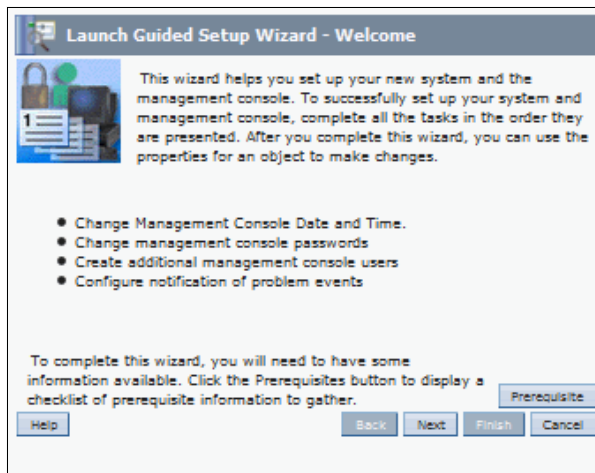 Launch Guided Setup Wizard - Welcome
This wizard helps you set up your new system and the
management console. To successfully set up your system and
management console, complete all the tasks in the order they
are presented. After you complete this wizard, you can use the
properties for an object to make changes.
1
● Change Management Console Date and Time.
● Change management console passwords
● Create additional management console users
● Configure notification of problem events
To complete this wizard, you will need to have some
information available. Click the Prerequisites button to display a
checklist of prerequisite information to gather.
Prerequisite
Help
Back
Next
Finish
Cancel